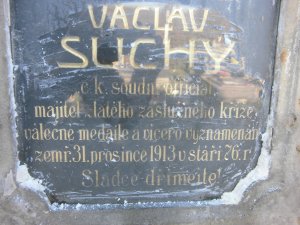 VÁCLAV
SUCHÝ
c. k. soudní official,
majitel zlatého záslužného kříže,
válečné medaile a vícero vyznamenání
zemř. 31. prosince 1913 v stáří 76 r.
Sladce dřímejte!